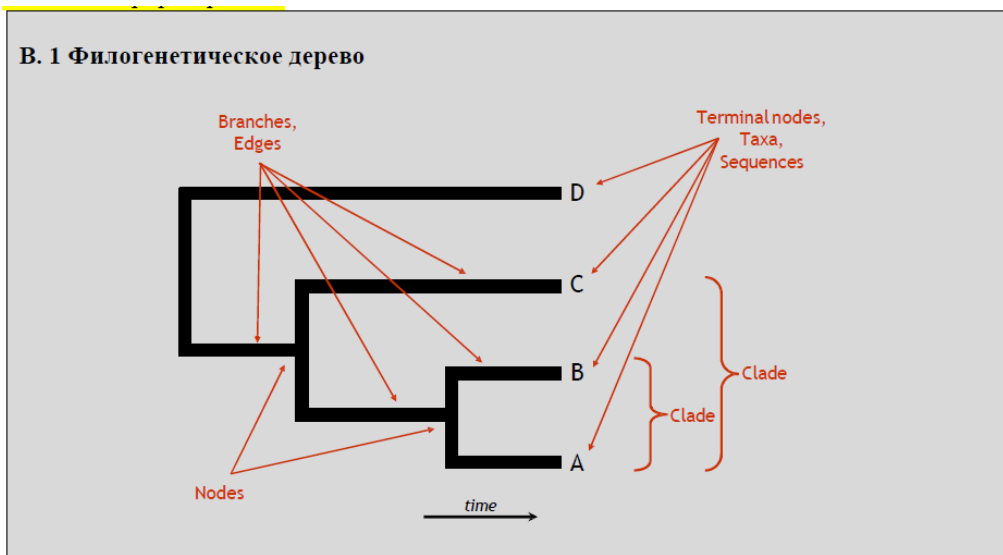 B. 1 Филогенетическое дерево
Branches,
Edges
Terminal nodes,
Taxa,
Sequences
D
C
B
Clade
Clade
A
Nodes
time